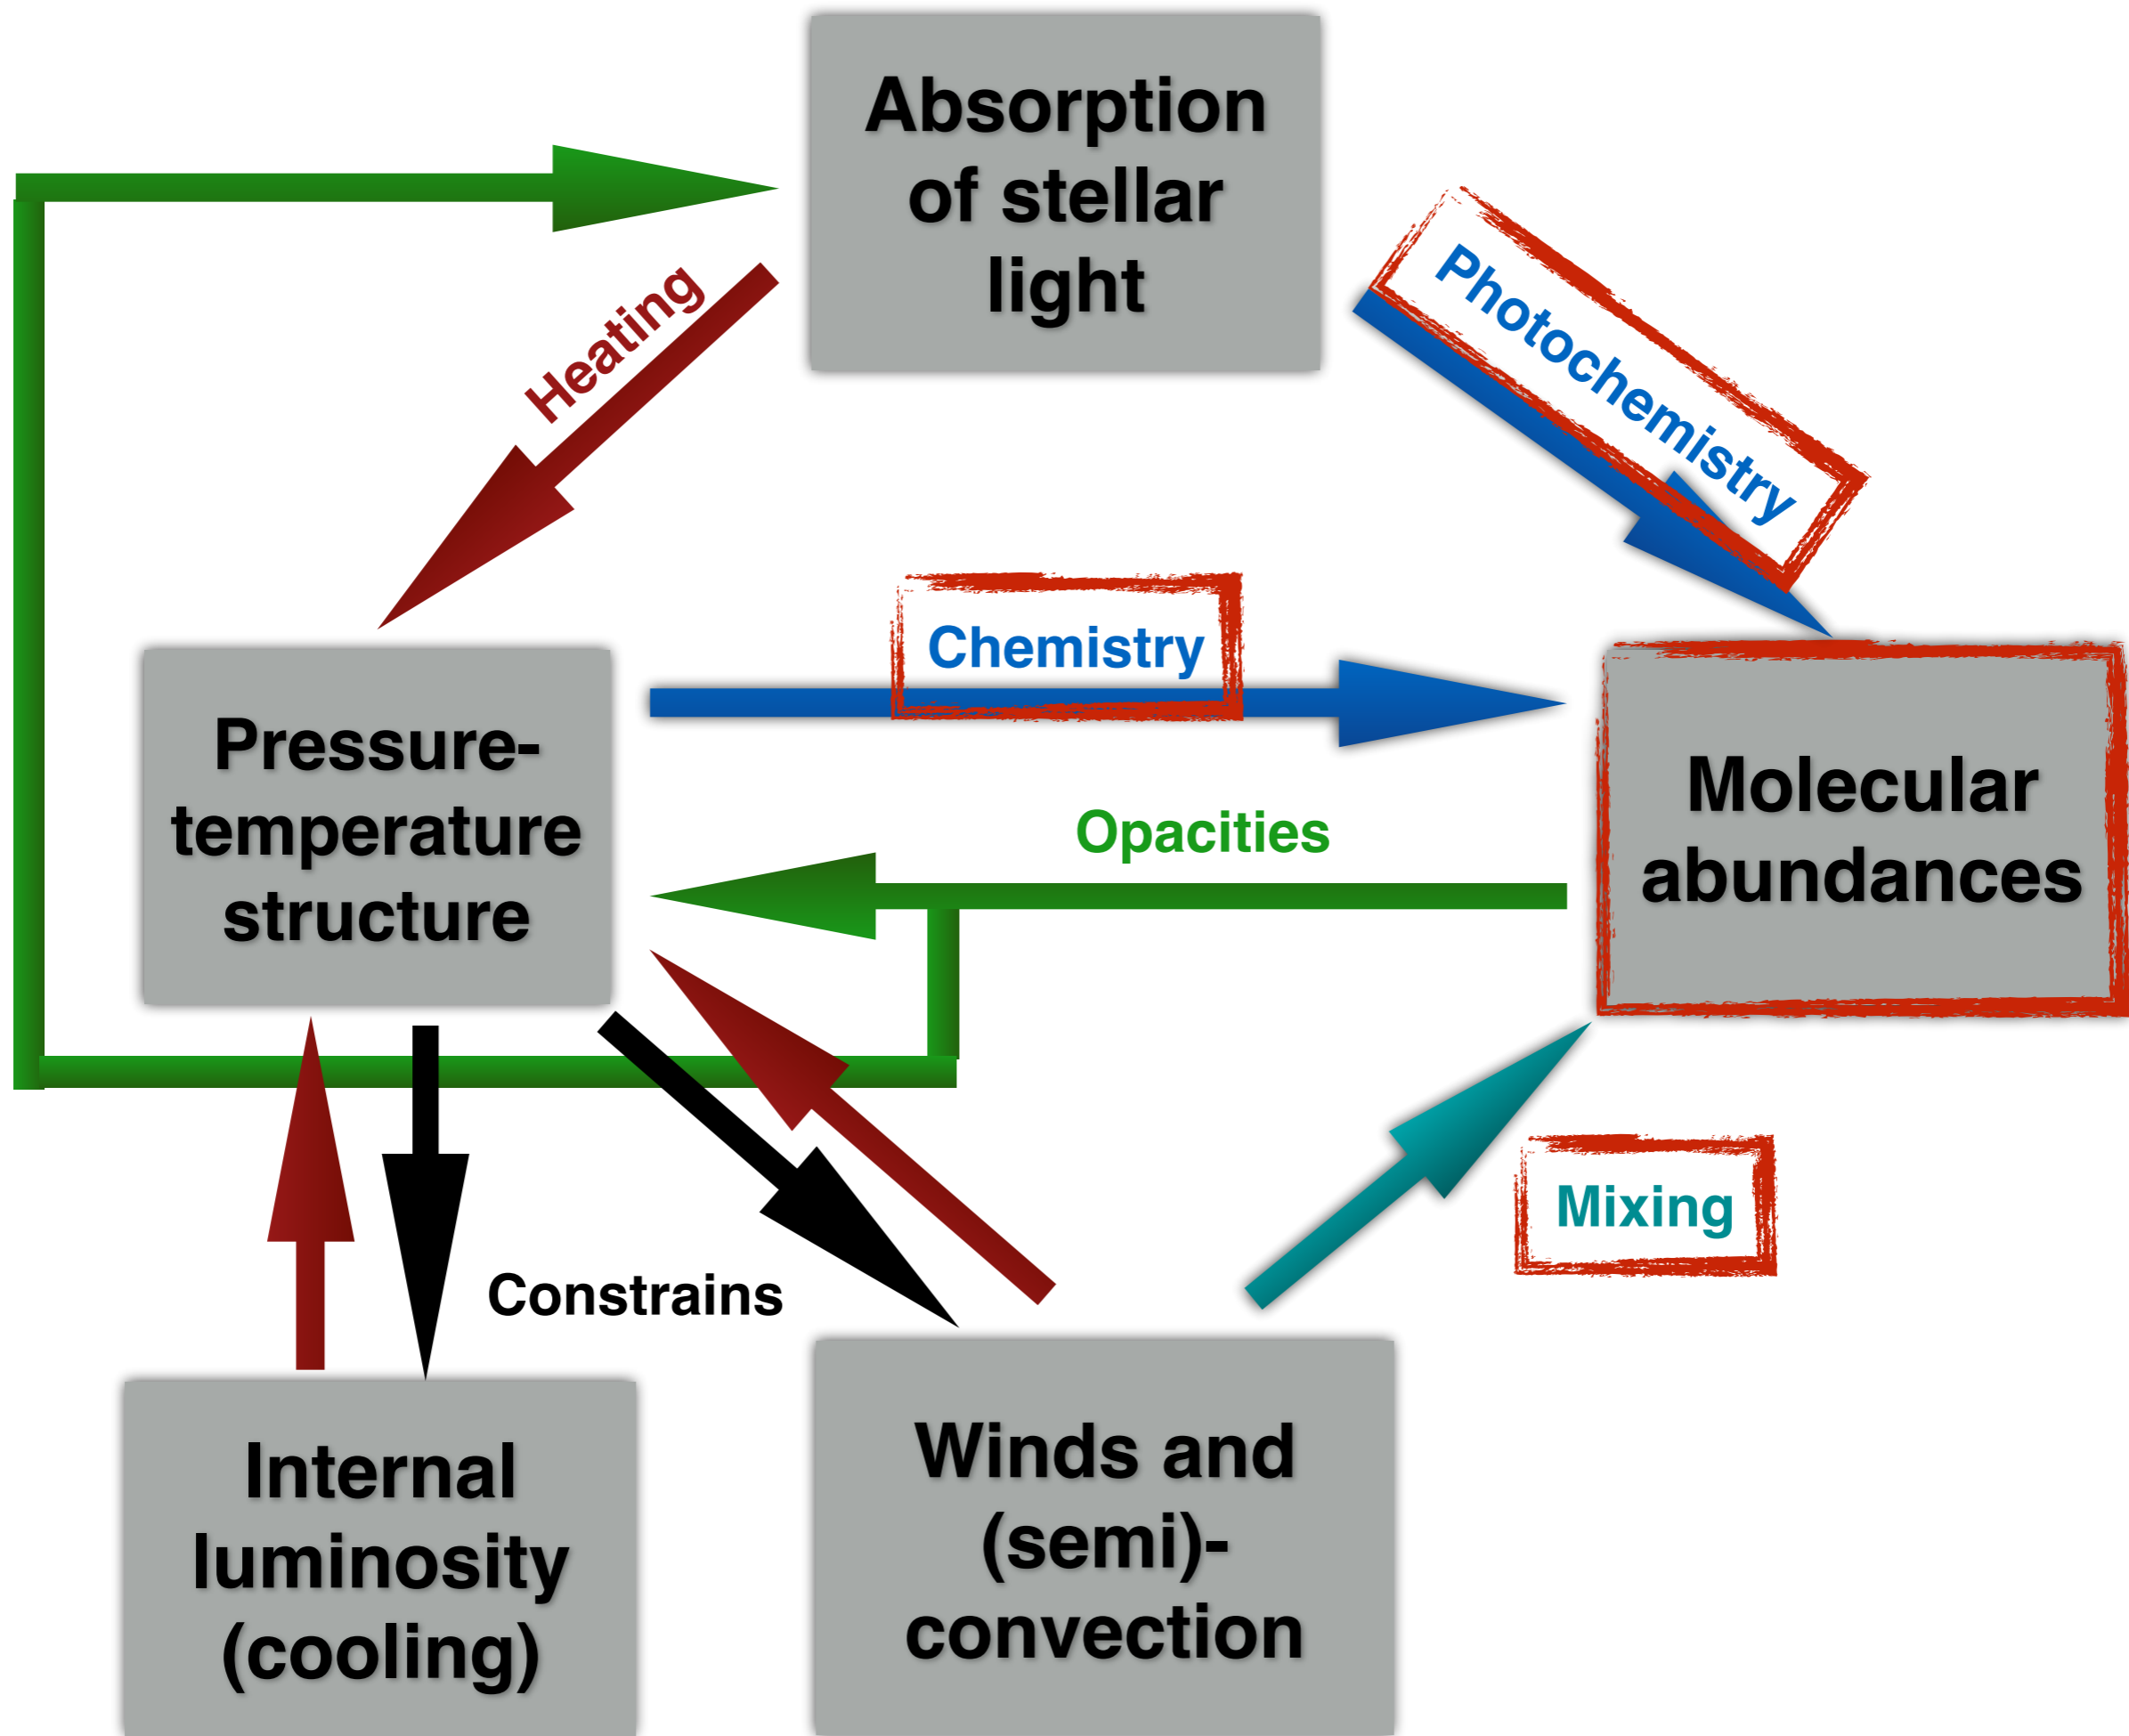 Absorption
of stellar
light
Heating
Photochemistry
Chemistry
Pressure-
temperature
structure
Opacities
Molecular
abundances
Mixing
Constrains
Internal
luminosity
(cooling)
Winds and
(semi)-
convection